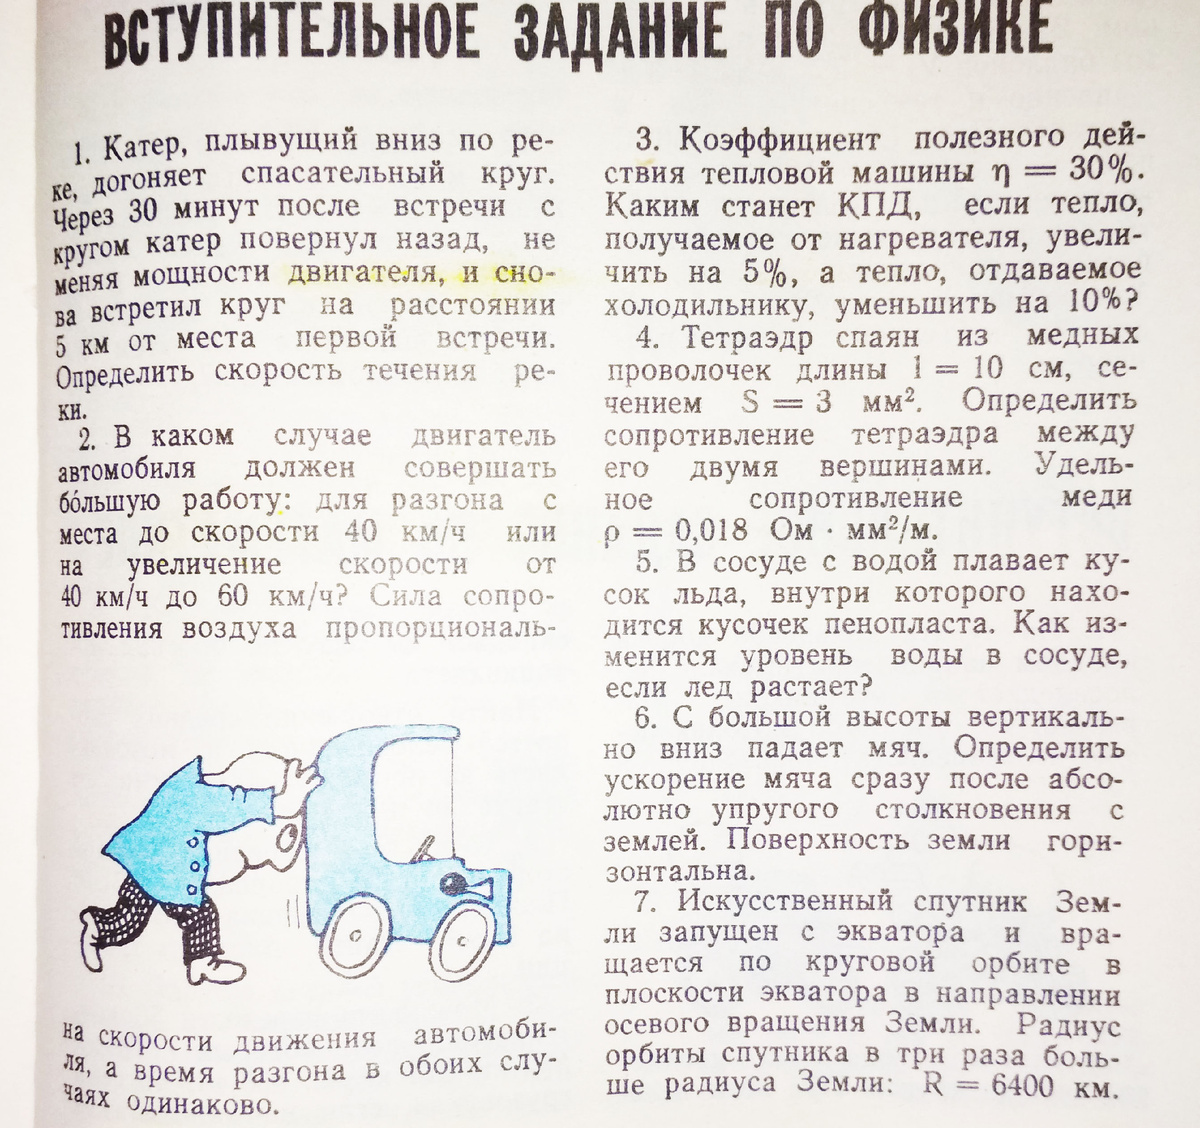 ВСТУПИТЕЛЬНОЕ ЗАДАНИЕ ПО ФИЗИКЕ
1. Катер, плывущий вниз по ре-
ке, догоняет спасательный круг.
Через 30 минут после встречи с
кругом катер повернул назад, не
меняя мощности двигателя, и сно-
ва встретил круг на расстоянии
5 км от места первой встречи.
Определить скорость течения ре-
ки.
2. В каком случае двигатель
автомобиля должен совершать
бо́льшую работу: для разгона с
места до скорости 40 км/ч или
на увеличение скорости от
40 км/ч до 60 км/ч? Сила сопро-
тивления воздуха пропорциональ-
на скорости движения автомоби-
ля, а время разгона в обоих слу-
чаях одинаково.
3. Коэффициент полезного дей-
ствия тепловой машины η = 30%.
Каким станет КПД, если тепло,
получаемое от нагревателя, увели-
чить на 5%, а тепло, отдаваемое
холодильнику, уменьшить на 10%?
4. Тетраэдр спаян из медных
проволочек длины l = 10 см, се-
чением S = 3 мм². Определить
сопротивление тетраэдра между
его двумя вершинами. Удель-
ное сопротивление меди
ρ = 0,018 Ом · мм²/м.
5. В сосуде с водой плавает ку-
сок льда, внутри которого нахо-
дится кусочек пенопласта. Как из-
менится уровень воды в сосуде,
если лед растает?
6. С большой высоты вертикаль-
но вниз падает мяч. Определить
ускорение мяча сразу после абсо-
лютно упругого столкновения с
землей. Поверхность земли гори-
зонтальна.
7. Искусственный спутник Зем-
ли запущен с экватора и вра-
щается по круговой орбите в
плоскости экватора в направлении
осевого вращения Земли. Радиус
орбиты спутника в три раза боль-
ше радиуса Земли: R = 6400 км.